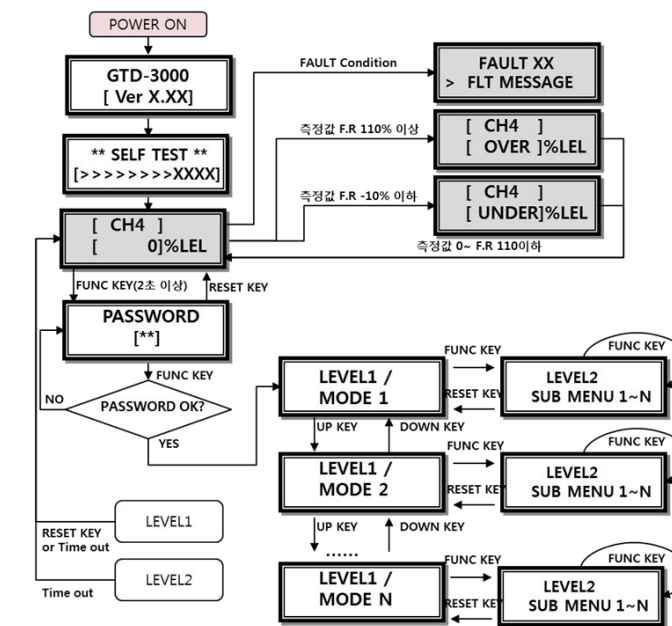 POWER ON
GTD-3000
[ Ver X.XX]
** SELF TEST **
[>>>>>>>>XXXX]
[ CH4 ]
[ 0]%LEL
FAULT Condition
FAULT XX
> FLT MESSAGE
측정값 F.R 110% 이상
[ CH4 ]
[ OVER ]%LEL
측정값 F.R -10% 이하
[ CH4 ]
[ UNDER]%LEL
측정값 0~ F.R 110이하
FUNC KEY(2초 이상)
RESET KEY
PASSWORD
[**]
FUNC KEY
NO
PASSWORD OK?
YES
LEVEL1 /
MODE 1
FUNC KEY
RESET KEY
FUNC KEY
LEVEL2
SUB MENU 1~N
UP KEY
DOWN KEY
LEVEL1 /
MODE 2
FUNC KEY
RESET KEY
FUNC KEY
LEVEL2
SUB MENU 1~N
UP KEY
DOWN KEY
......
LEVEL1 /
MODE N
FUNC KEY
RESET KEY
FUNC KEY
LEVEL2
SUB MENU 1~N
LEVEL1
RESET KEY
or Time out
LEVEL2
Time out